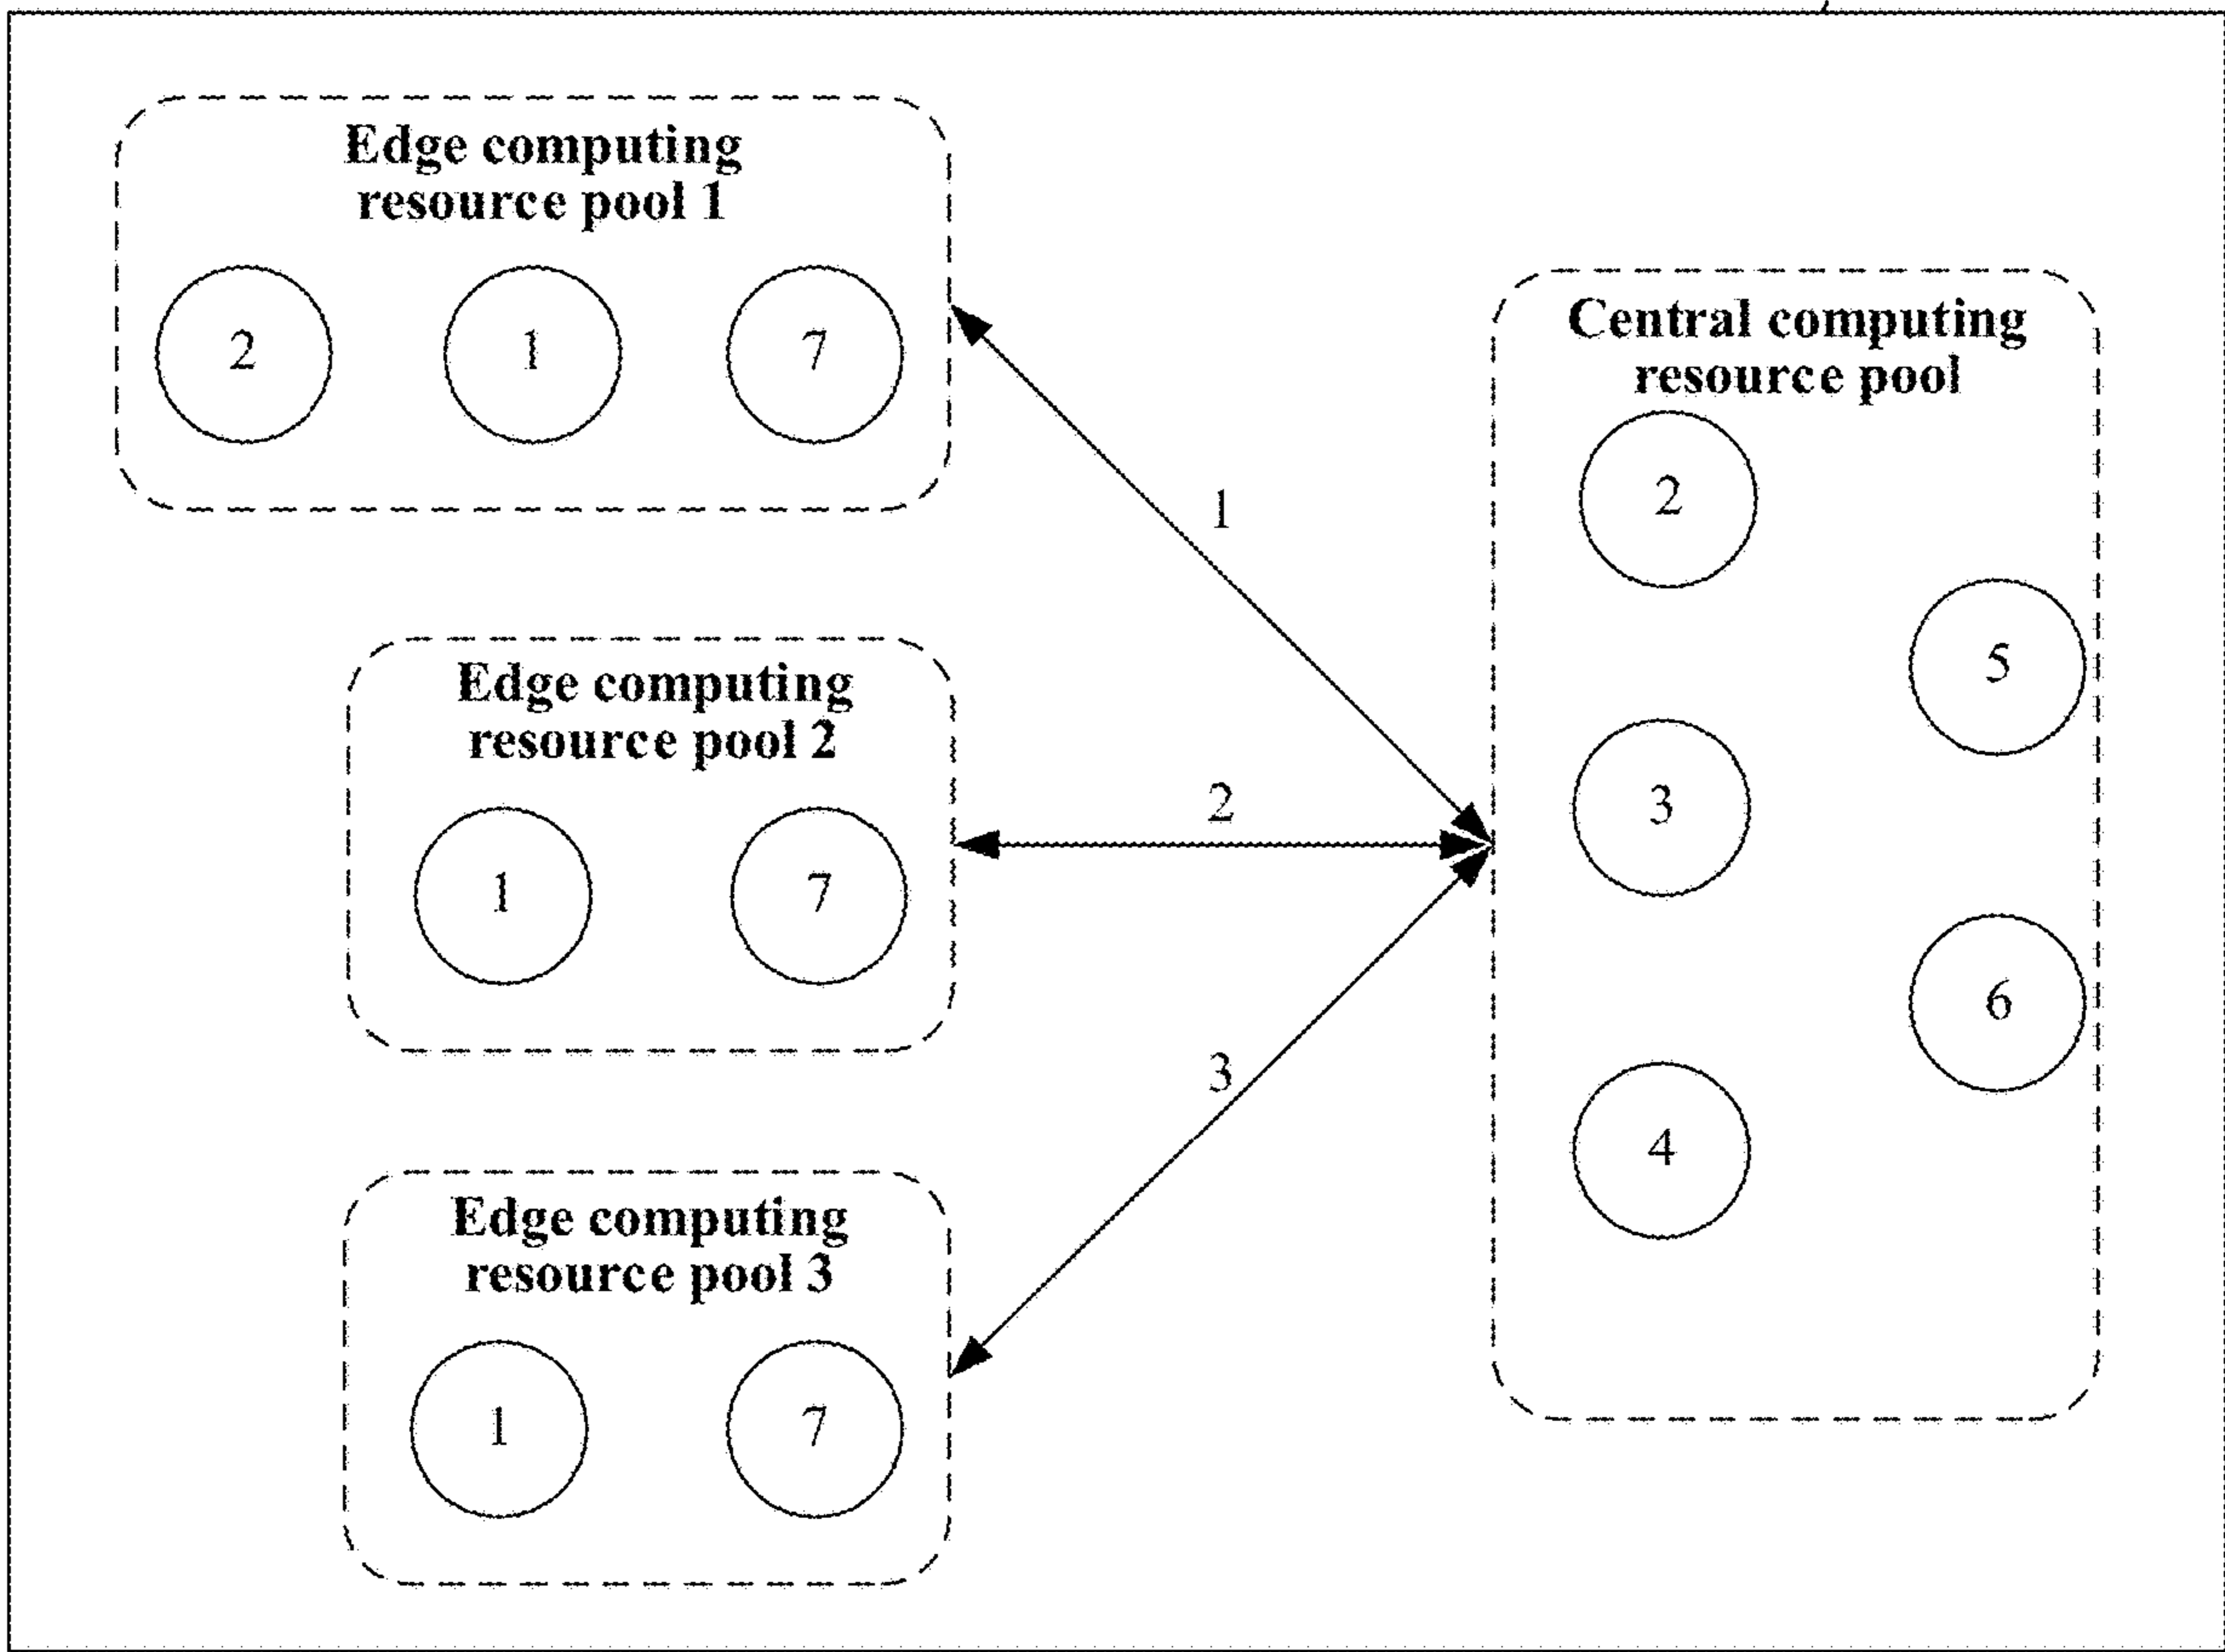 Edge computing
resource pool 1
2 1 7
1
Edge computing
resource pool 2
1 7
2
Edge computing
resource pool 3
1 7
3
Central computing
resource pool
2
5
3
6
4